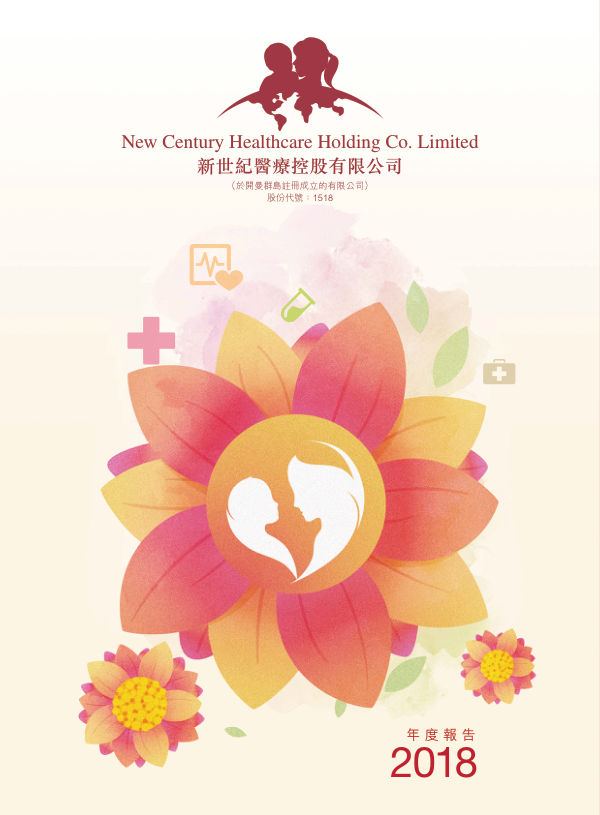 New Century Healthcare Holding Co. Limited
新世紀醫療控股有限公司
（於開曼群島註冊成立的有限公司）
股份代號：1518
年度報告
2018